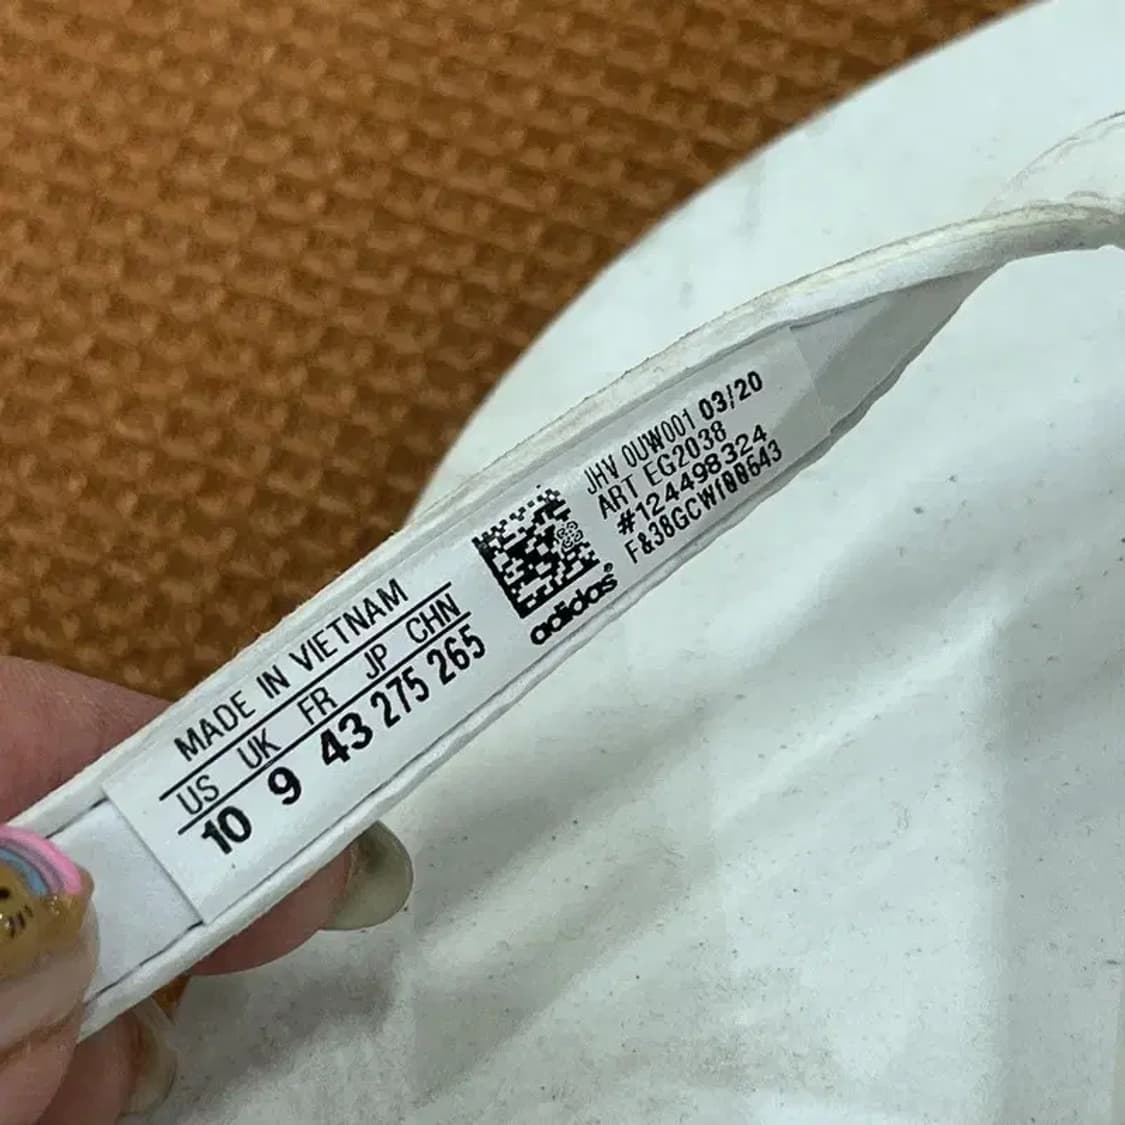 MADE IN VIETNAM
US UK FR JP CHN
10 9 43 275 265
adidas®
JHV 0UW001 03/20
ART EG2038
#124498324